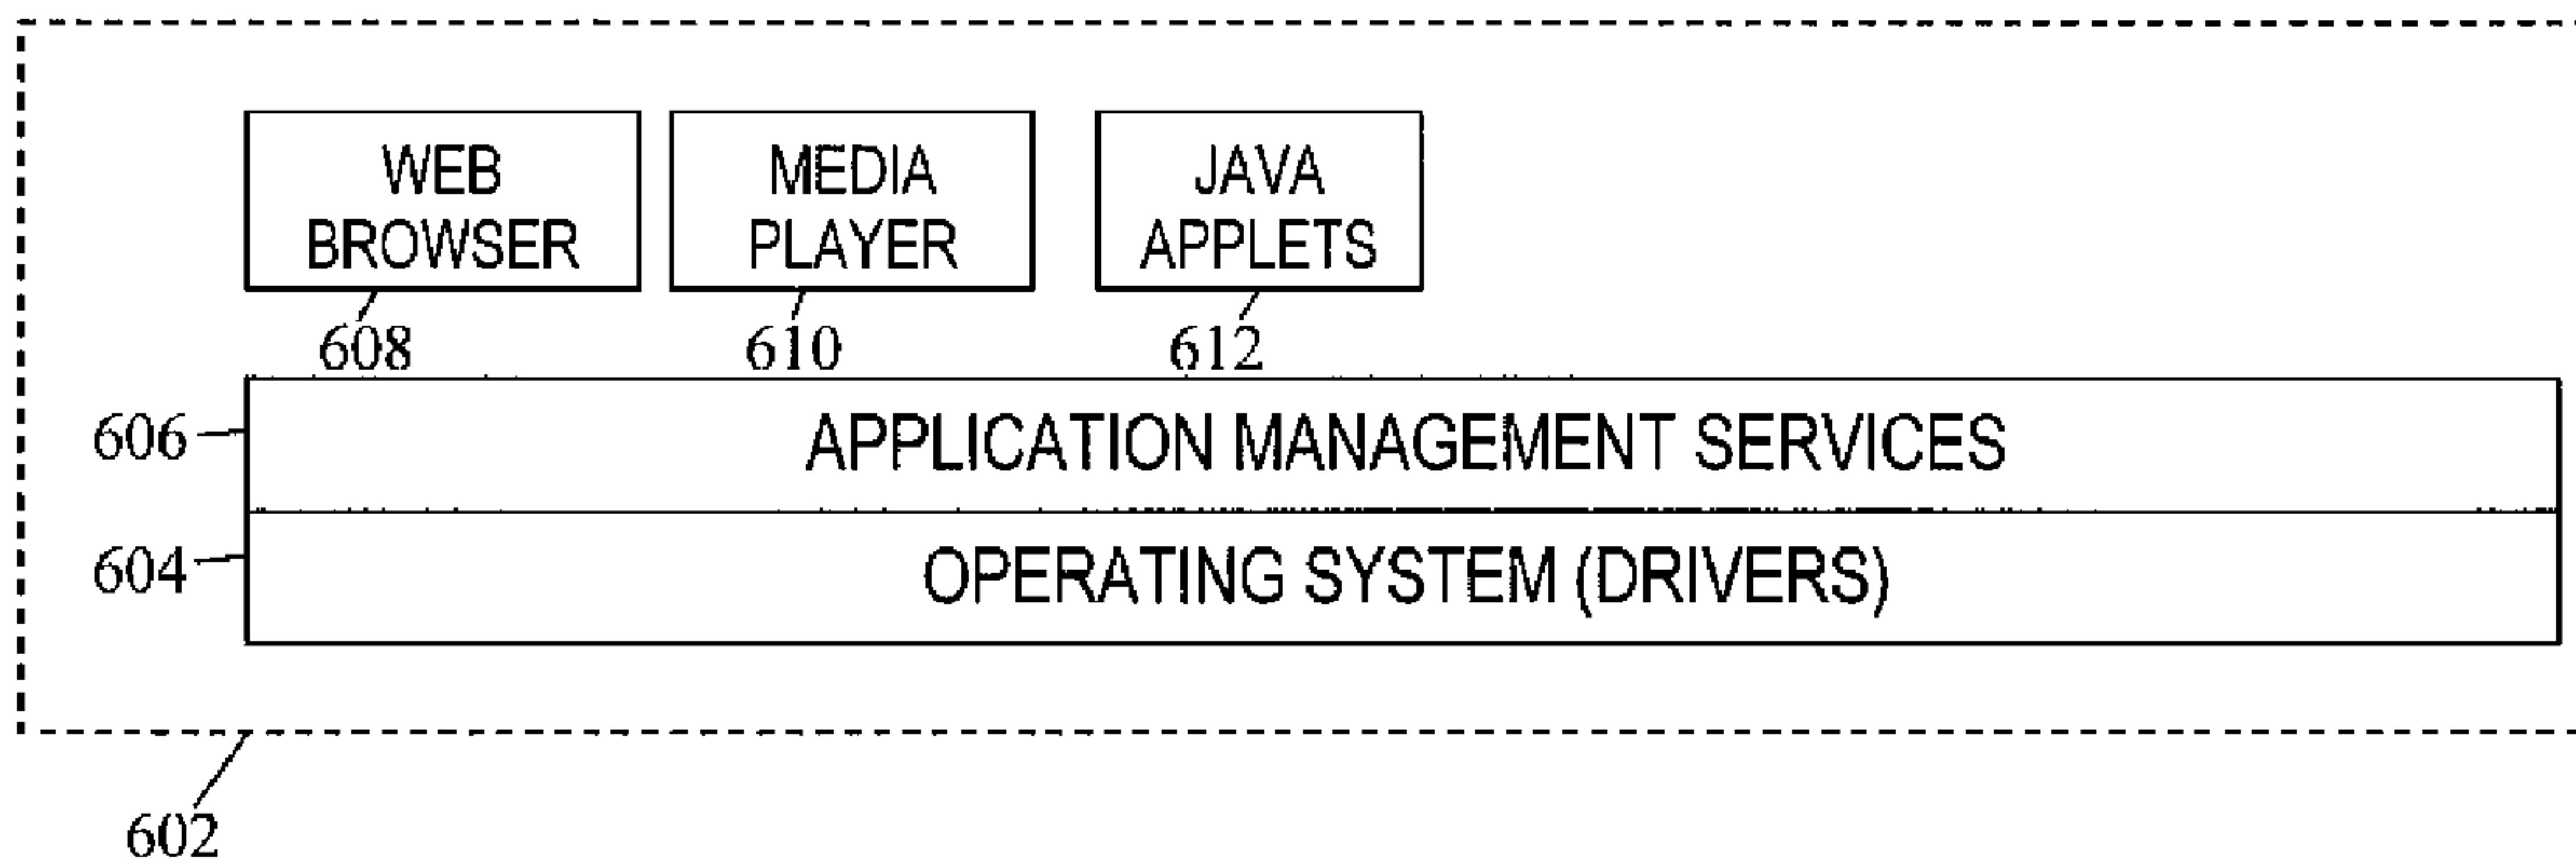 WEB
BROWSER
MEDIA
PLAYER
JAVA
APPLETS
608
610
612
606
APPLICATION MANAGEMENT SERVICES
604
OPERATING SYSTEM (DRIVERS)
602